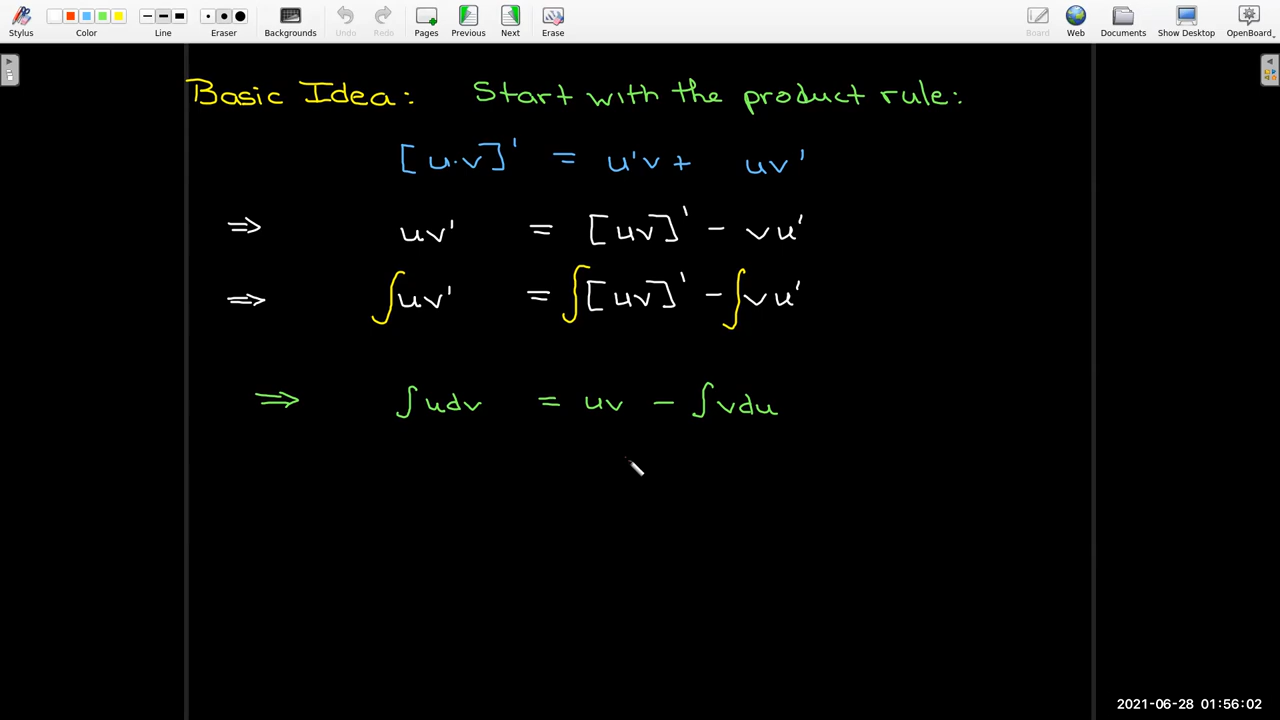 Stylus Color Line Eraser Backgrounds Undo Redo Pages Previous Next Erase Board Web Documents Show Desktop OpenBoard
Basic Idea: Start with the product rule:
[u·v]' = u'v + uv'
⇒ uv' = [uv]' - vu'
⇒ ∫uv' = ∫[uv]' - ∫vu'
⇒ ∫udv = uv - ∫vdu
2021-06-28 01:56:02